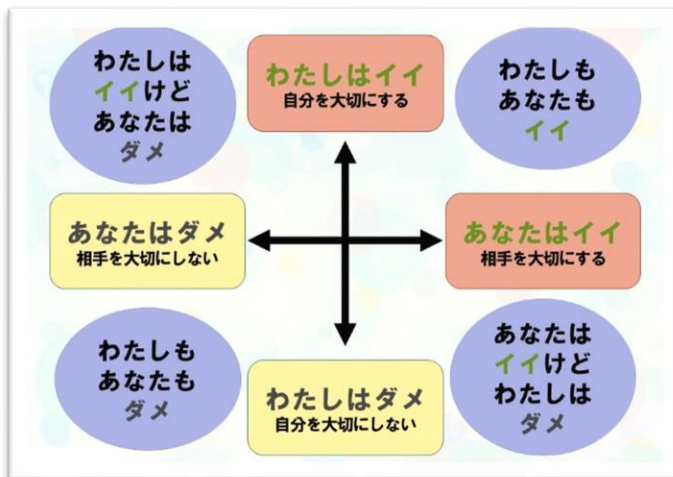 わたしは
イイけど
あなたは
ダメ
わたしはイイ
自分を大切にする
わたしも
あなたも
イイ
あなたはダメ
相手を大切にしない
あなたはイイ
相手を大切にする
わたしも
あなたも
ダメ
わたしはダメ
自分を大切にしない
あなたは
イイけど
わたしは
ダメ